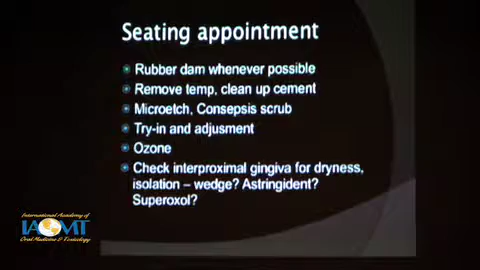 Seating appointment
Rubber dam whenever possible
Remove temp, clean up cement
Microetch, Consepsis scrub
Try-in and adjusment
Ozone
Check interproximal gingiva for dryness,
isolation – wedge? Astringident?
Superoxol?
International Academy of
IAOMT
Oral Medicine & Toxicology